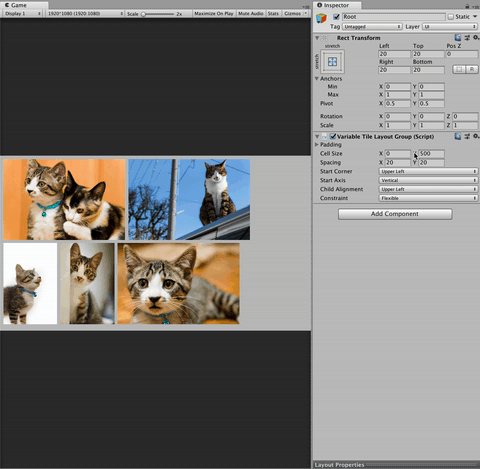 Game
Display 1 1920*1080 (1920:1080) Scale 2x Maximize On Play Mute Audio Stats Gizmos
Inspector
Root Static
Tag Untagged Layer UI
Rect Transform
stretch Left Top Pos Z
stretch 20 20 0
Right Bottom
20 20 R
Anchors
Min X 0 Y 0
Max X 1 Y 1
Pivot X 0.5 Y 0.5
Rotation X 0 Y 0 Z 0
Scale X 1 Y 1 Z 1
Variable Tile Layout Group (Script)
Padding
Cell Size X 0 Y 500
Spacing X 20 Y 20
Start Corner Upper Left
Start Axis Vertical
Child Alignment Upper Left
Constraint Flexible
Add Component
Layout Properties